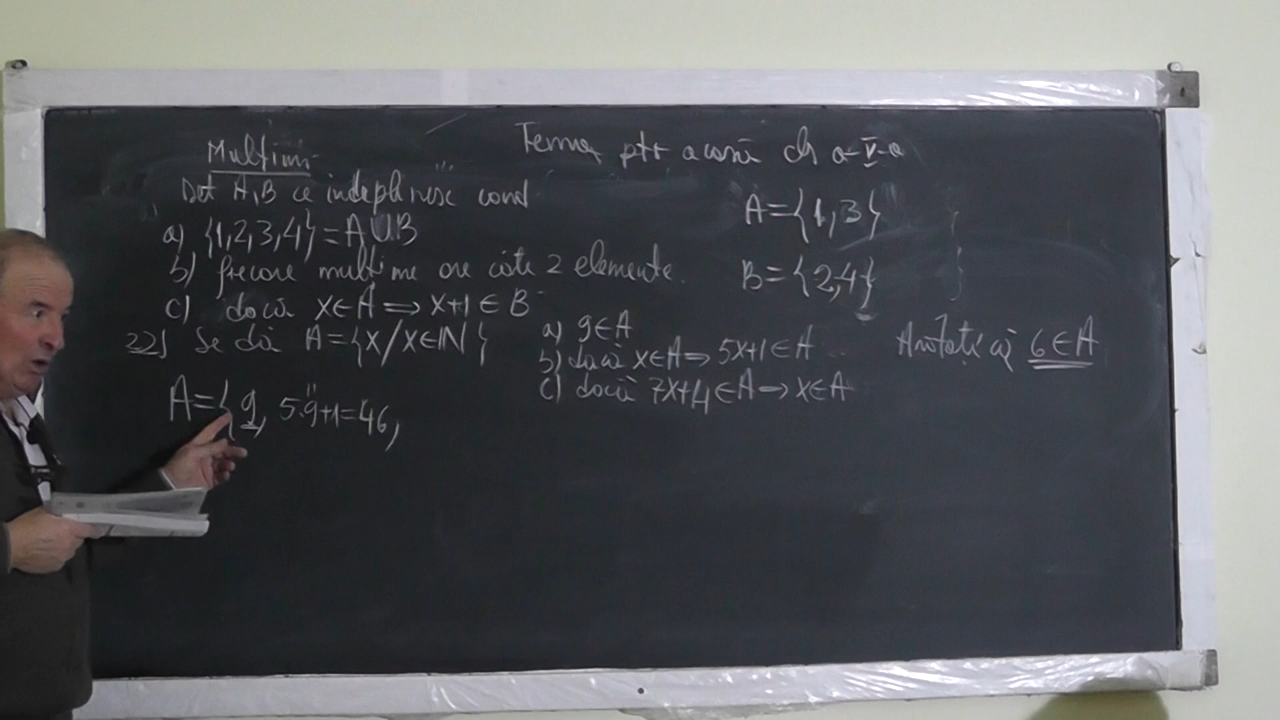 Temă ptr acasă cls a-V-a
Mulțimi
Det A,B ce îndeplinesc cond
a) {1,2,3,4}=A∪B
b) fiecare mulțime are câte 2 elemente.
c) dacă x∈A ⟹ x+1∈B
A={1,3}
B={2,4}
22) Se dă A={x/x∈ℕ}
a) 9∈A
b) dacă x∈A ⟹ 5x+1∈A
c) dacă 7x+4∈A ⟹ x∈A
Arătați că 6∈A
A={9, 5·9+1=46,